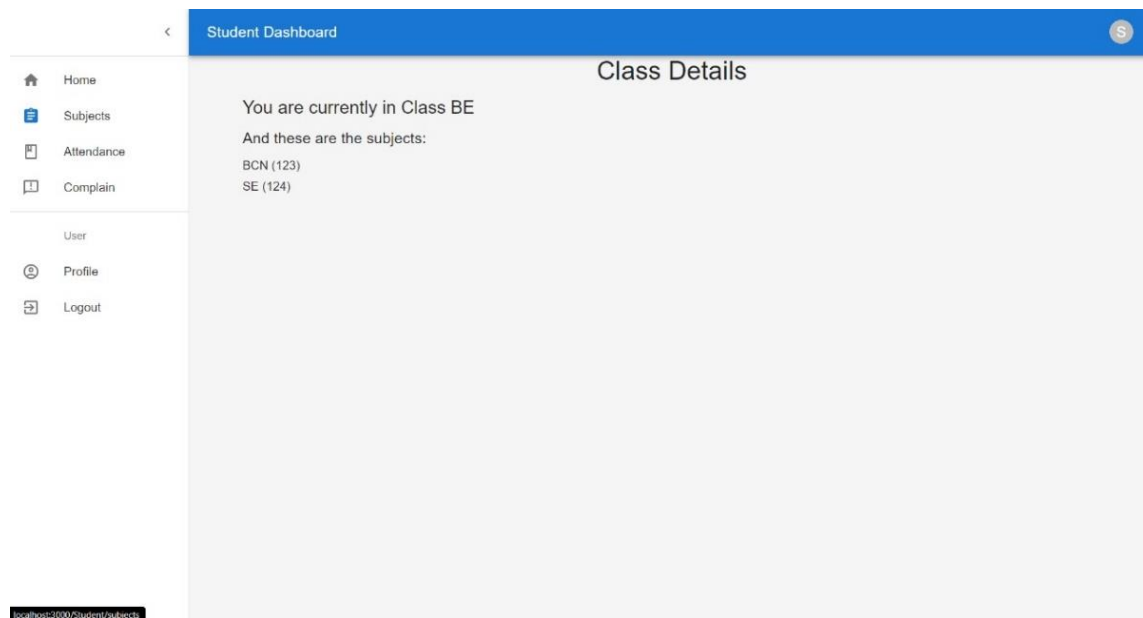 Student Dashboard
S
Home
Subjects
Attendance
Complain
User
Profile
Logout
Class Details
You are currently in Class BE
And these are the subjects:
BCN (123)
SE (124)
localhost:3000/Student/subjects